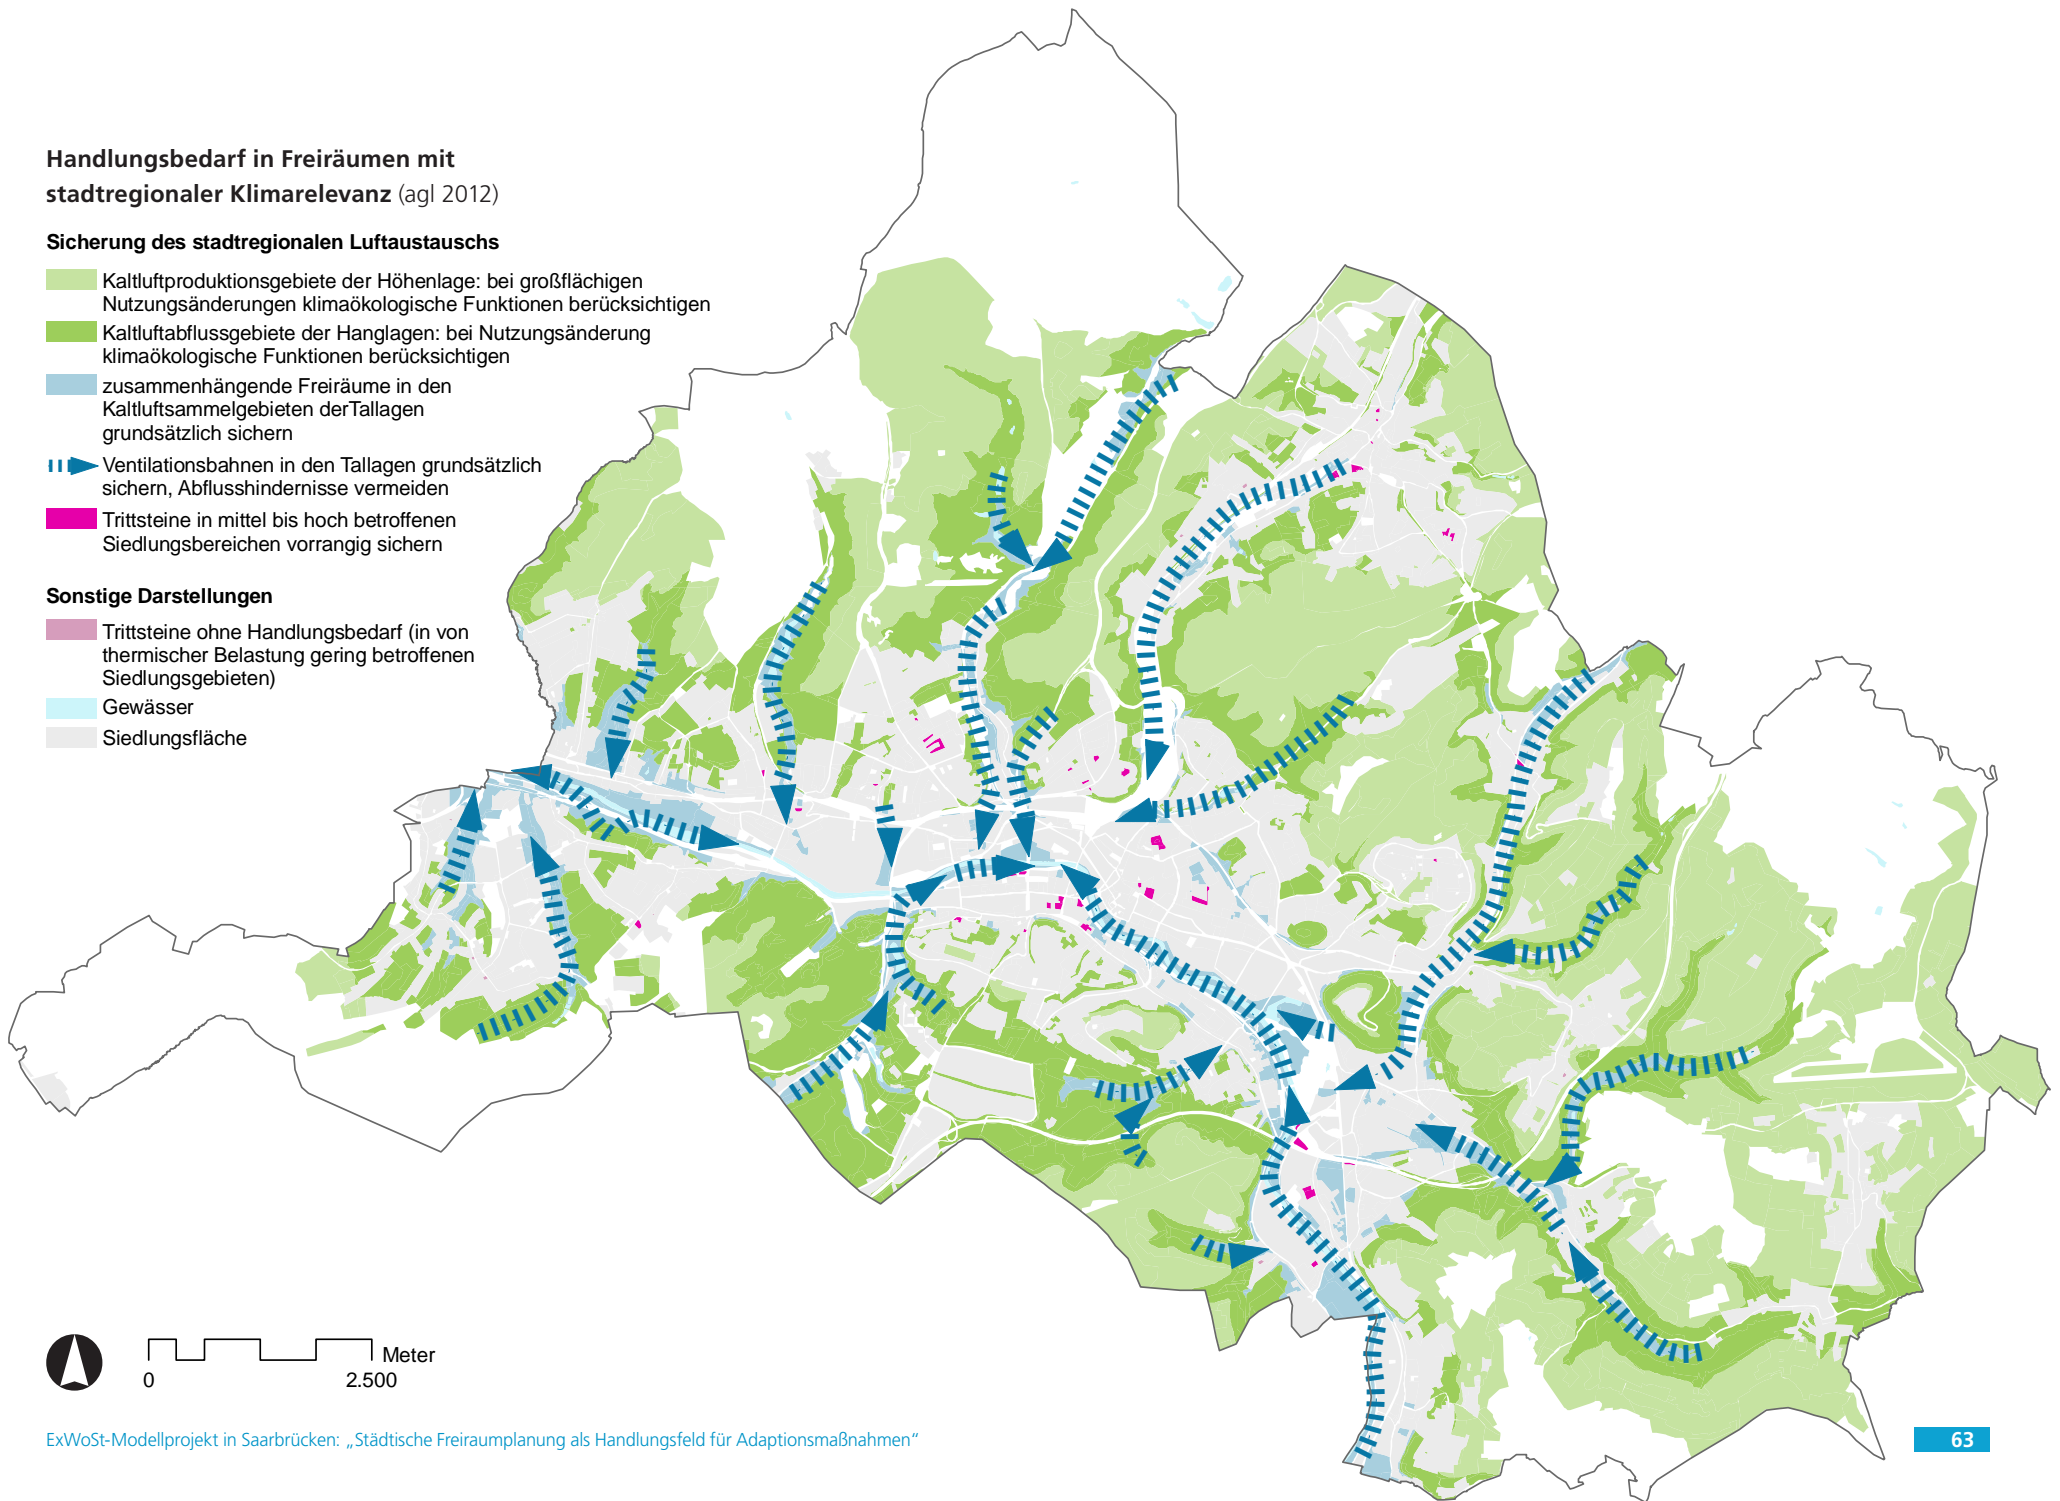 Handlungsbedarf in Freiräumen mit
stadtregionaler Klimarelevanz (agl 2012)
Sicherung des stadtregionalen Luftaustauschs
Kaltluftproduktionsgebiete der Höhenlage: bei großflächigen
Nutzungsänderungen klimaökologische Funktionen berücksichtigen
Kaltluftabflussgebiete der Hanglagen: bei Nutzungsänderung
klimaökologische Funktionen berücksichtigen
zusammenhängende Freiräume in den
Kaltluftsammelgebieten derTallagen
grundsätzlich sichern
Ventilationsbahnen in den Tallagen grundsätzlich
sichern, Abflusshindernisse vermeiden
Trittsteine in mittel bis hoch betroffenen
Siedlungsbereichen vorrangig sichern
Sonstige Darstellungen
Trittsteine ohne Handlungsbedarf (in von
thermischer Belastung gering betroffenen
Siedlungsgebieten)
Gewässer
Siedlungsfläche
Meter
0 2.500
ExWoSt-Modellprojekt in Saarbrücken: „Städtische Freiraumplanung als Handlungsfeld für Adaptionsmaßnahmen“
63